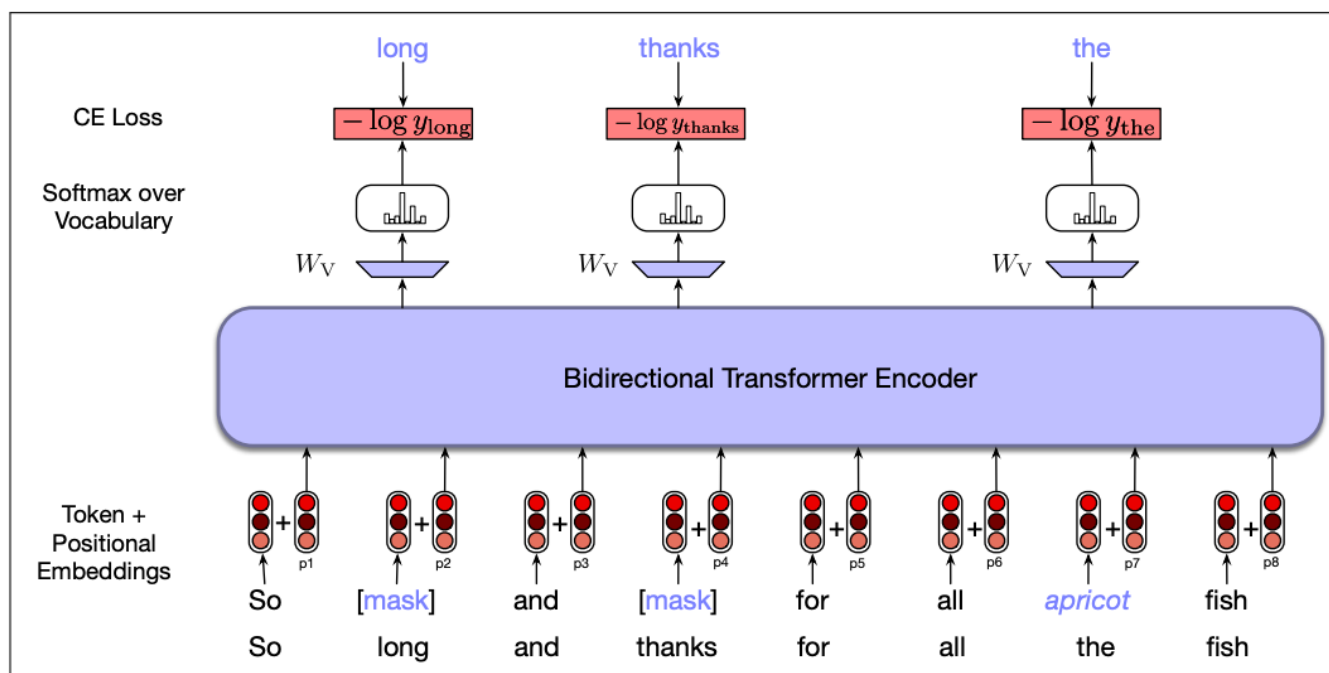 long thanks the
CE Loss − log y_long − log y_thanks − log y_the
Softmax over
Vocabulary
W_V W_V W_V
Bidirectional Transformer Encoder
Token +
Positional
Embeddings
+ + + + + + + +
p1 p2 p3 p4 p5 p6 p7 p8
So [mask] and [mask] for all apricot fish
So long and thanks for all the fish